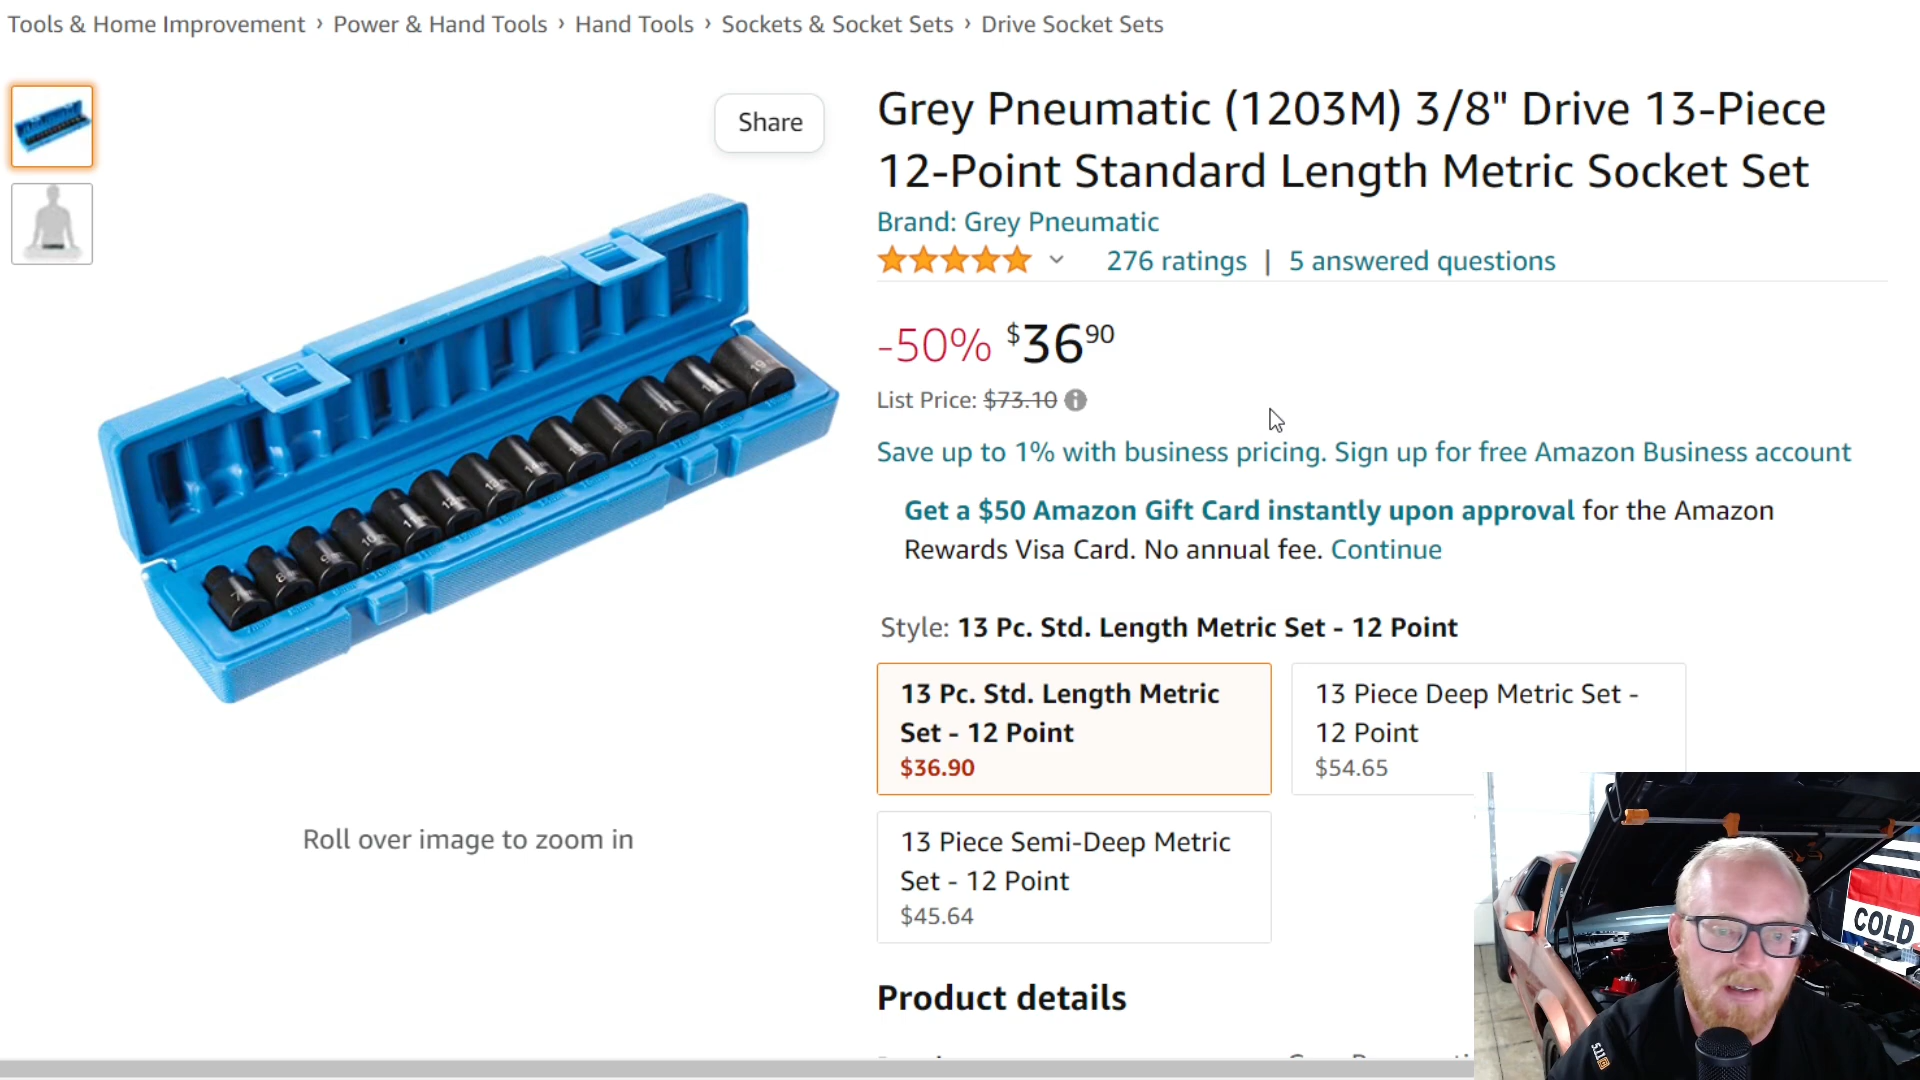 Tools & Home Improvement › Power & Hand Tools › Hand Tools › Sockets & Socket Sets › Drive Socket Sets
Share
Grey Pneumatic (1203M) 3/8" Drive 13-Piece
12-Point Standard Length Metric Socket Set
Brand: Grey Pneumatic
276 ratings | 5 answered questions
-50% $3690
List Price: $73.10
Save up to 1% with business pricing. Sign up for free Amazon Business account
Get a $50 Amazon Gift Card instantly upon approval for the Amazon
Rewards Visa Card. No annual fee. Continue
Style: 13 Pc. Std. Length Metric Set - 12 Point
13 Pc. Std. Length Metric
Set - 12 Point
$36.90
13 Piece Deep Metric Set -
12 Point
$54.65
13 Piece Semi-Deep Metric
Set - 12 Point
$45.64
Roll over image to zoom in
Product details
COLD
5.11